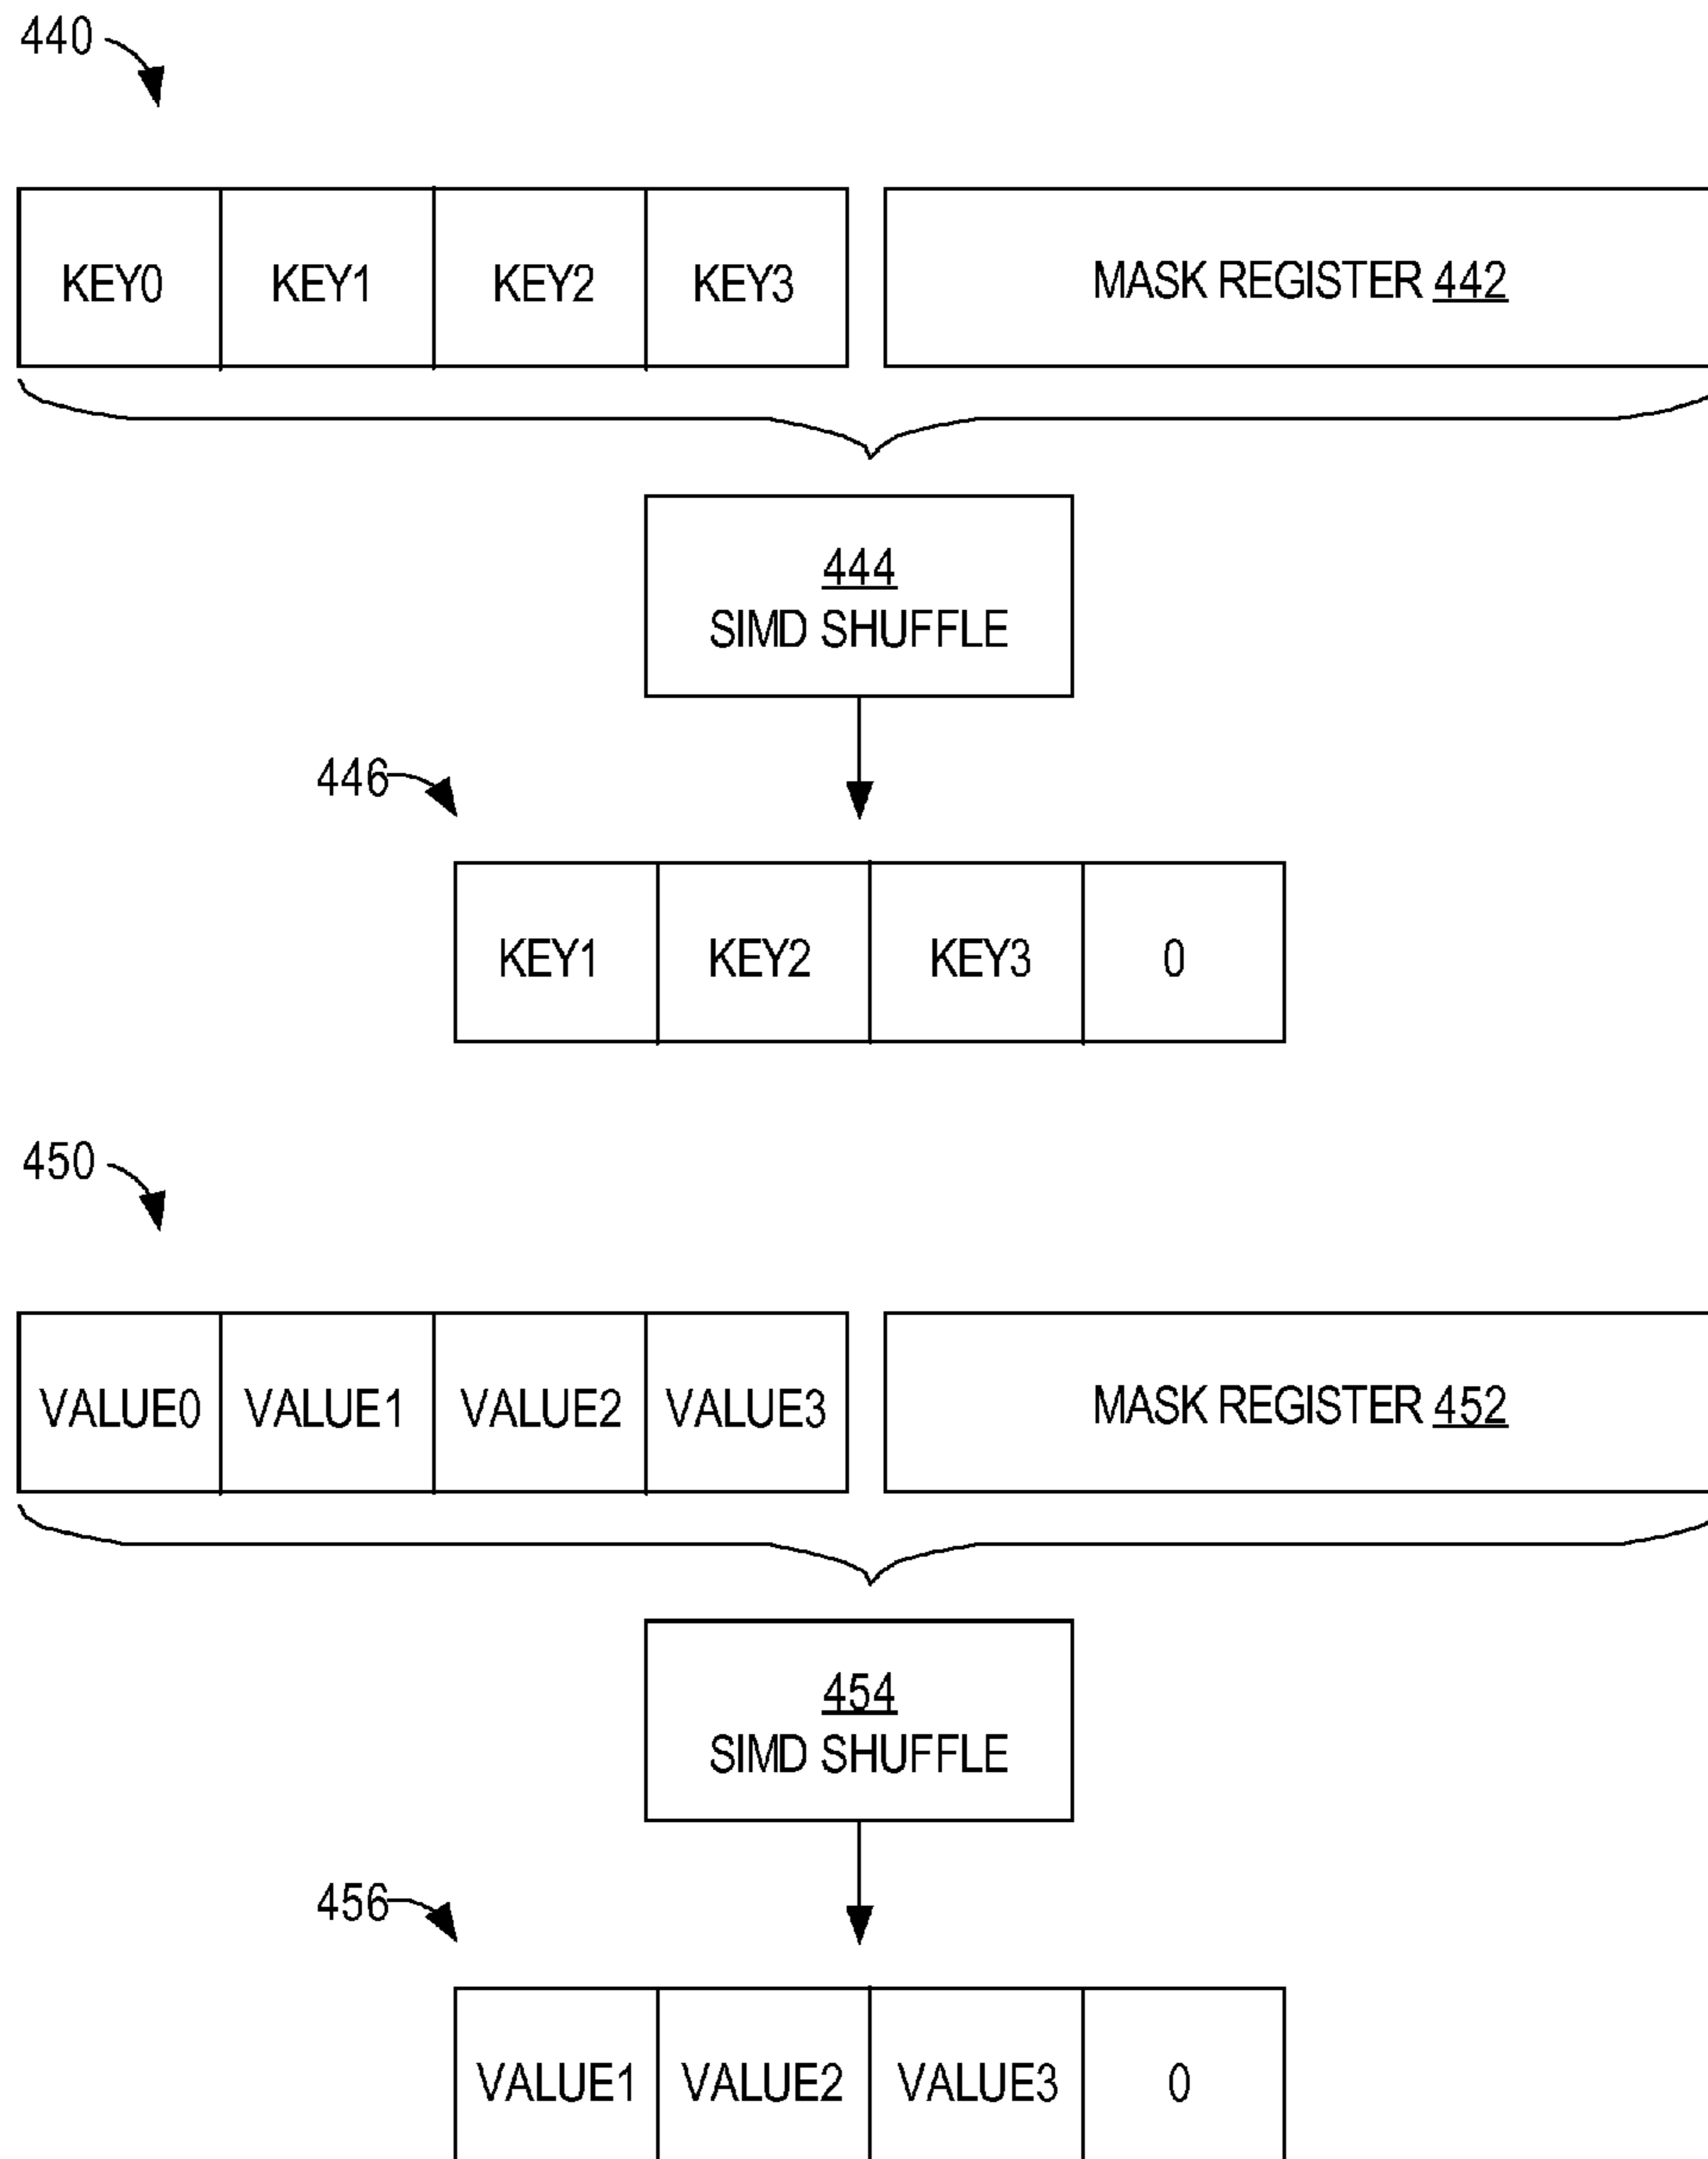 440
KEY0 KEY1 KEY2 KEY3 MASK REGISTER 442
444
SIMD SHUFFLE
446
KEY1 KEY2 KEY3 0
450
VALUE0 VALUE1 VALUE2 VALUE3 MASK REGISTER 452
454
SIMD SHUFFLE
456
VALUE1 VALUE2 VALUE3 0